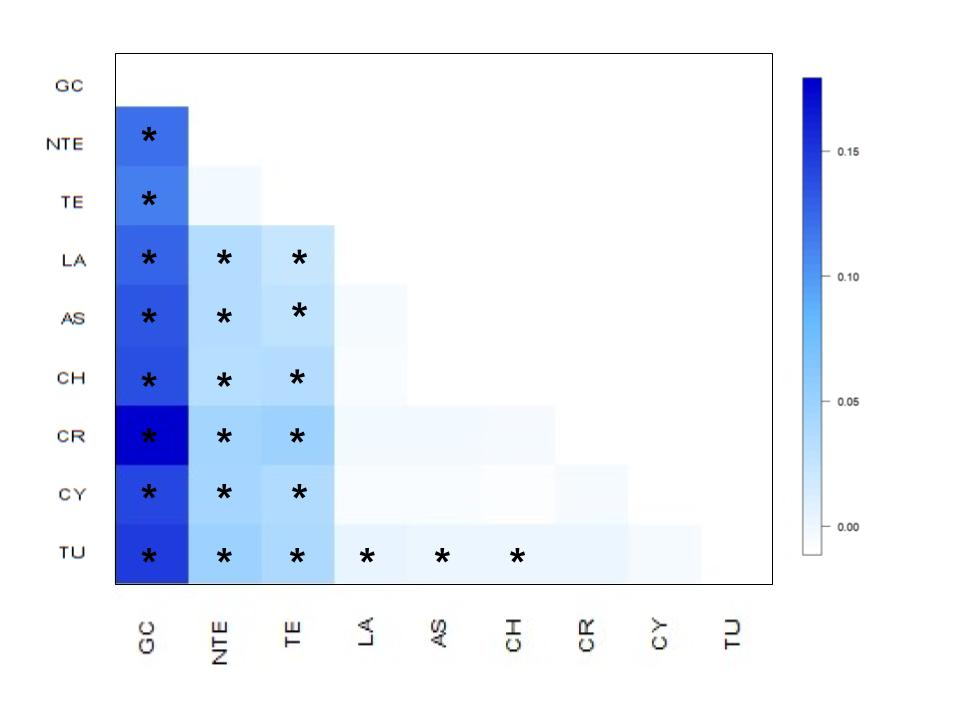 GC
NTE *
TE *
LA * * *
AS * * *
CH * * *
CR * * *
CY * * *
TU * * * * * *
GC NTE TE LA AS CH CR CY TU
0.15
0.10
0.05
0.00